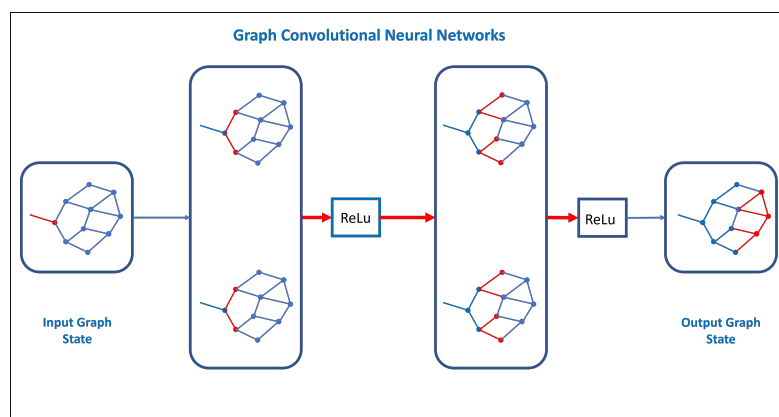 Graph Convolutional Neural Networks
ReLu
ReLu
Input Graph
State
Output Graph
State